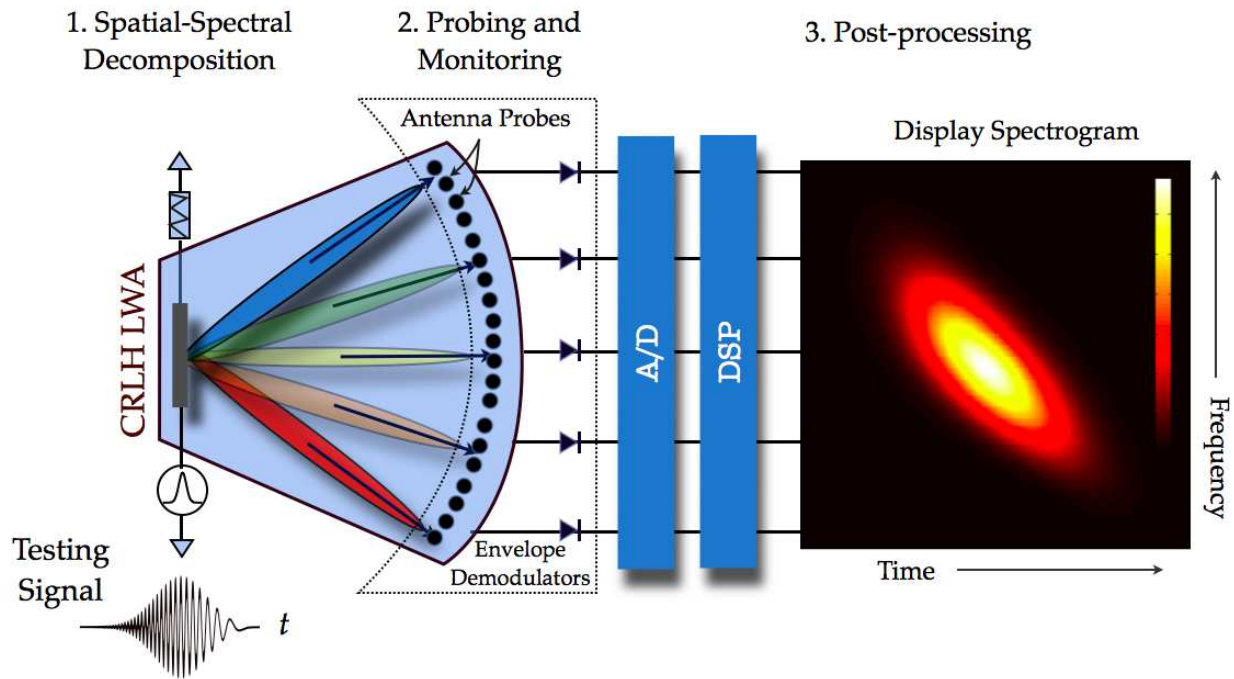 1. Spatial-Spectral
Decomposition
2. Probing and
Monitoring
3. Post-processing
Antenna Probes
Display Spectrogram
CRLH LWA
A/D
DSP
Frequency
Envelope
Demodulators
Time
Testing
Signal
t